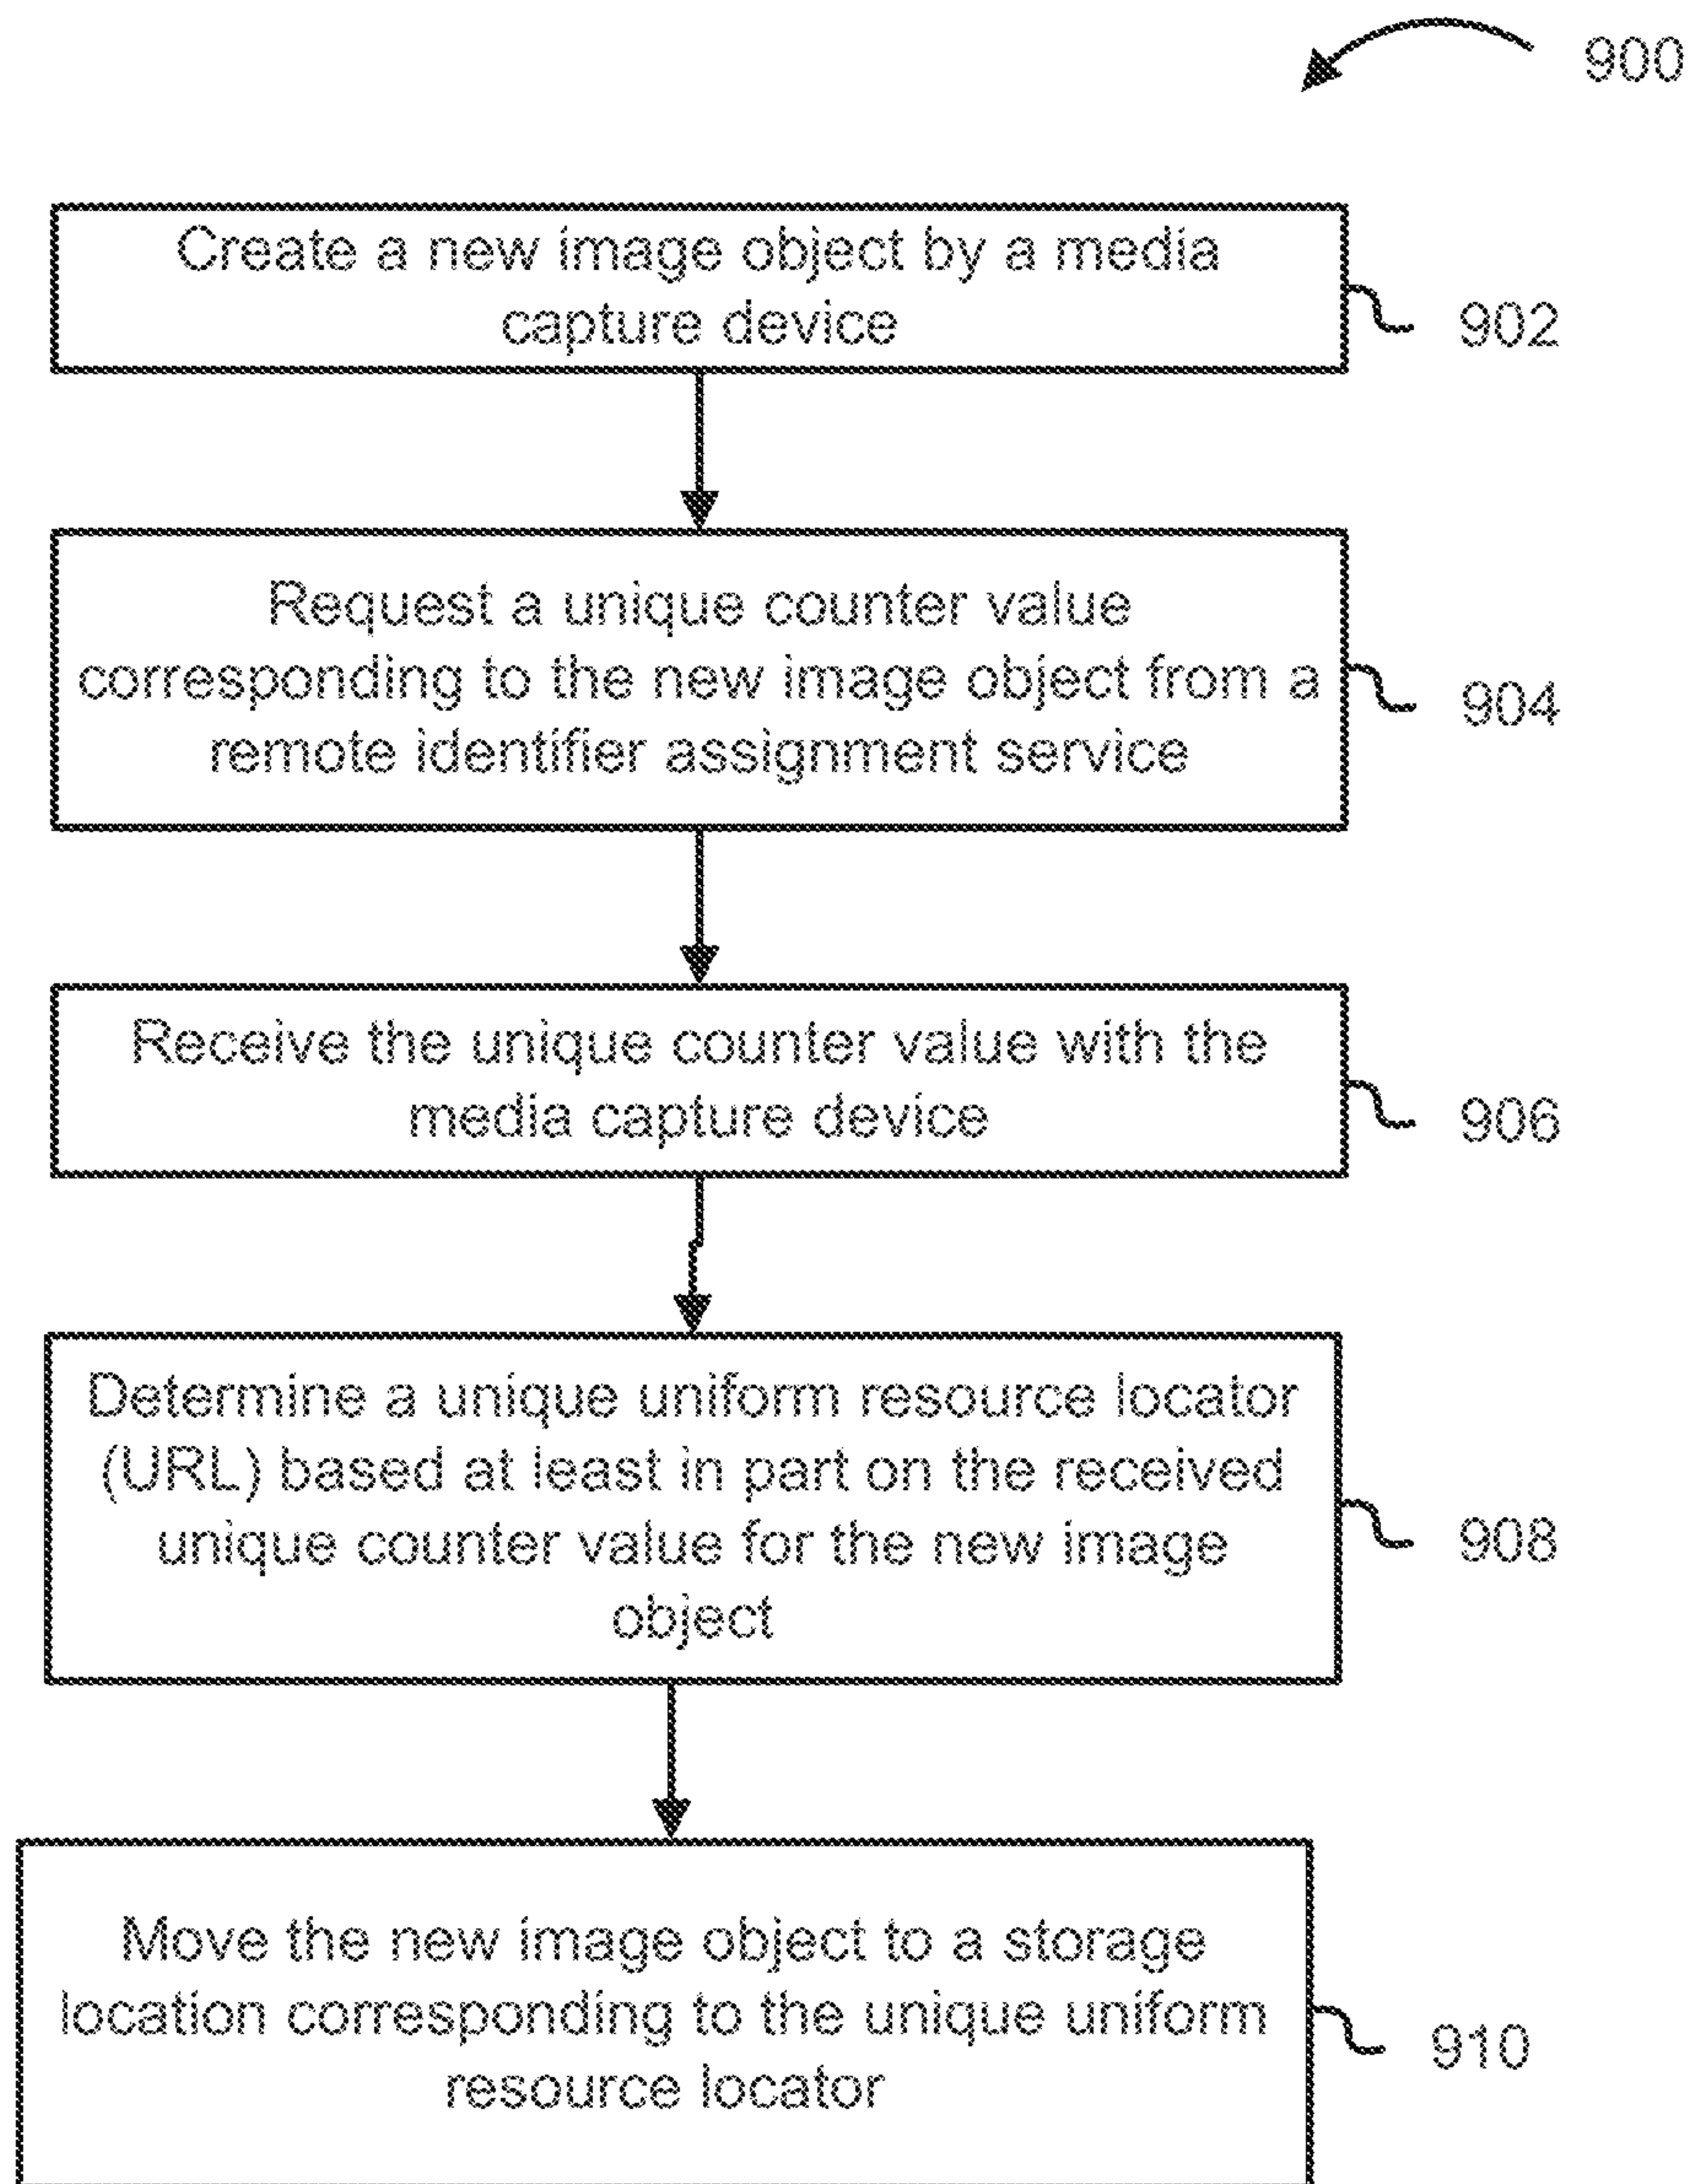 900
Create a new image object by a media
capture device
902
Request a unique counter value
corresponding to the new image object from a
remote identifier assignment service
904
Receive the unique counter value with the
media capture device
906
Determine a unique uniform resource locator
(URL) based at least in part on the received
unique counter value for the new image
object
908
Move the new image object to a storage
location corresponding to the unique uniform
resource locator
910